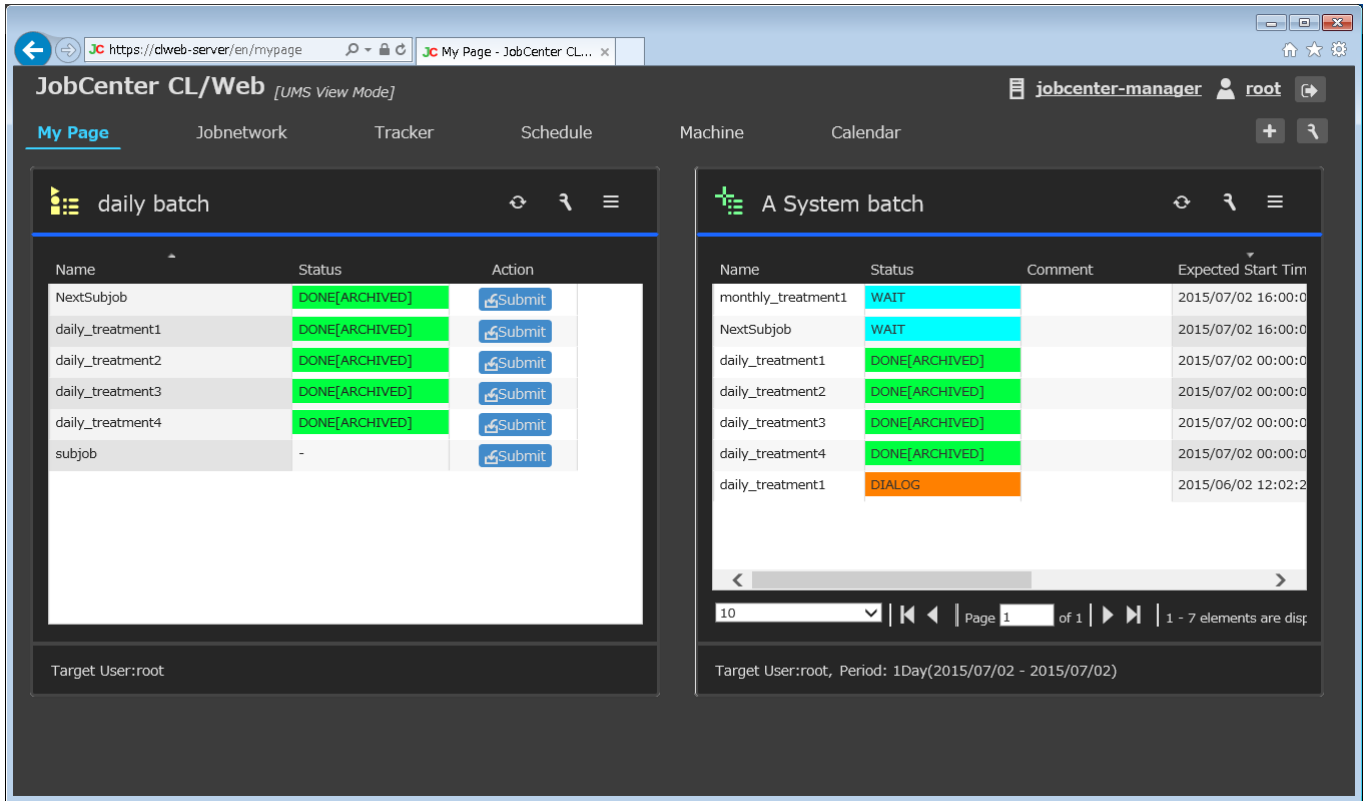 JC https://clweb-server/en/mypage
JC My Page - JobCenter CL...
JobCenter CL/Web [UMS View Mode]
jobcenter-manager root
My Page Jobnetwork Tracker Schedule Machine Calendar
daily batch
Name Status Action
NextSubjob DONE[ARCHIVED] Submit
daily_treatment1 DONE[ARCHIVED] Submit
daily_treatment2 DONE[ARCHIVED] Submit
daily_treatment3 DONE[ARCHIVED] Submit
daily_treatment4 DONE[ARCHIVED] Submit
subjob - Submit
Target User:root
A System batch
Name Status Comment Expected Start Tim
monthly_treatment1 WAIT 2015/07/02 16:00:0
NextSubjob WAIT 2015/07/02 16:00:0
daily_treatment1 DONE[ARCHIVED] 2015/07/02 00:00:0
daily_treatment2 DONE[ARCHIVED] 2015/07/02 00:00:0
daily_treatment3 DONE[ARCHIVED] 2015/07/02 00:00:0
daily_treatment4 DONE[ARCHIVED] 2015/07/02 00:00:0
daily_treatment1 DIALOG 2015/06/02 12:02:2
10 Page 1 of 1 1 - 7 elements are disp
Target User:root, Period: 1Day(2015/07/02 - 2015/07/02)